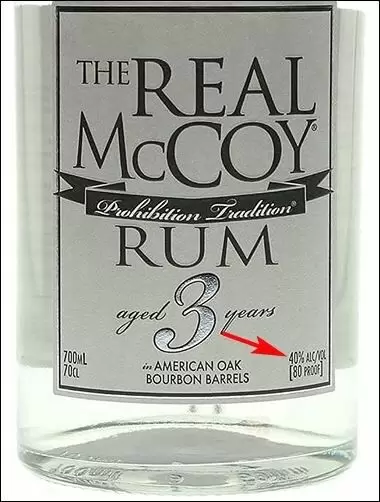 THE REAL
McCOY®
Prohibition Tradition®
RUM
aged 3 years
in AMERICAN OAK
BOURBON BARRELS
700ML
70cl
40% ALC/VOL
[80 PROOF]